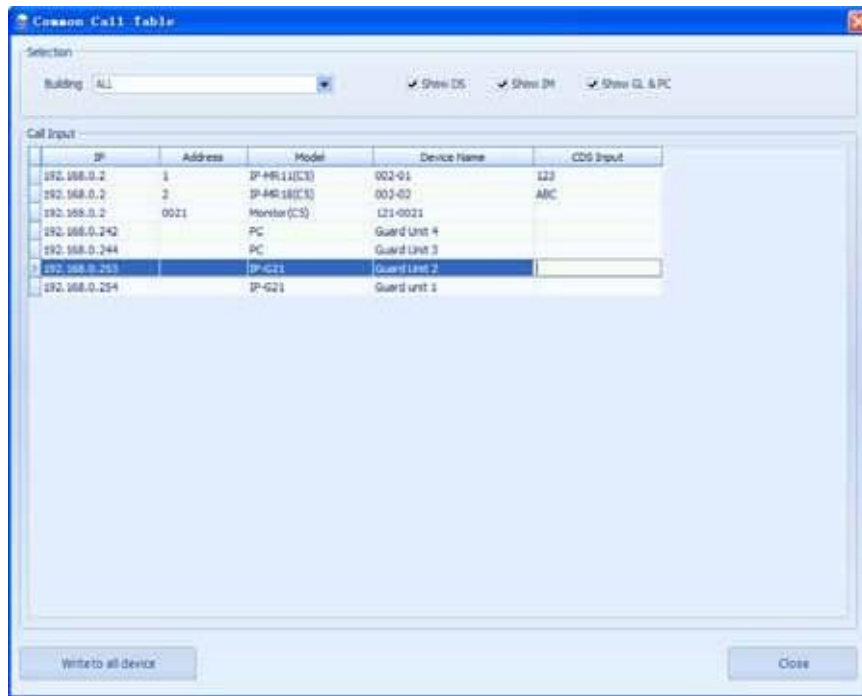 Common Call Table
Selection
Building ALL Show DS Show IM Show GL & PC
Call Input
IP Address Model Device Name CDS Input
192.168.0.2 1 IP-MR11(CS) 002-01 123
192.168.0.2 2 IP-MR18(CS) 002-02 ABC
192.168.0.2 0021 Monitor(CS) 121-0021
192.168.0.242 PC Guard Unit 4
192.168.0.244 PC Guard Unit 3
192.168.0.253 IP-G21 Guard Unit 2
192.168.0.254 IP-G21 Guard unit 1
Write to all device Close